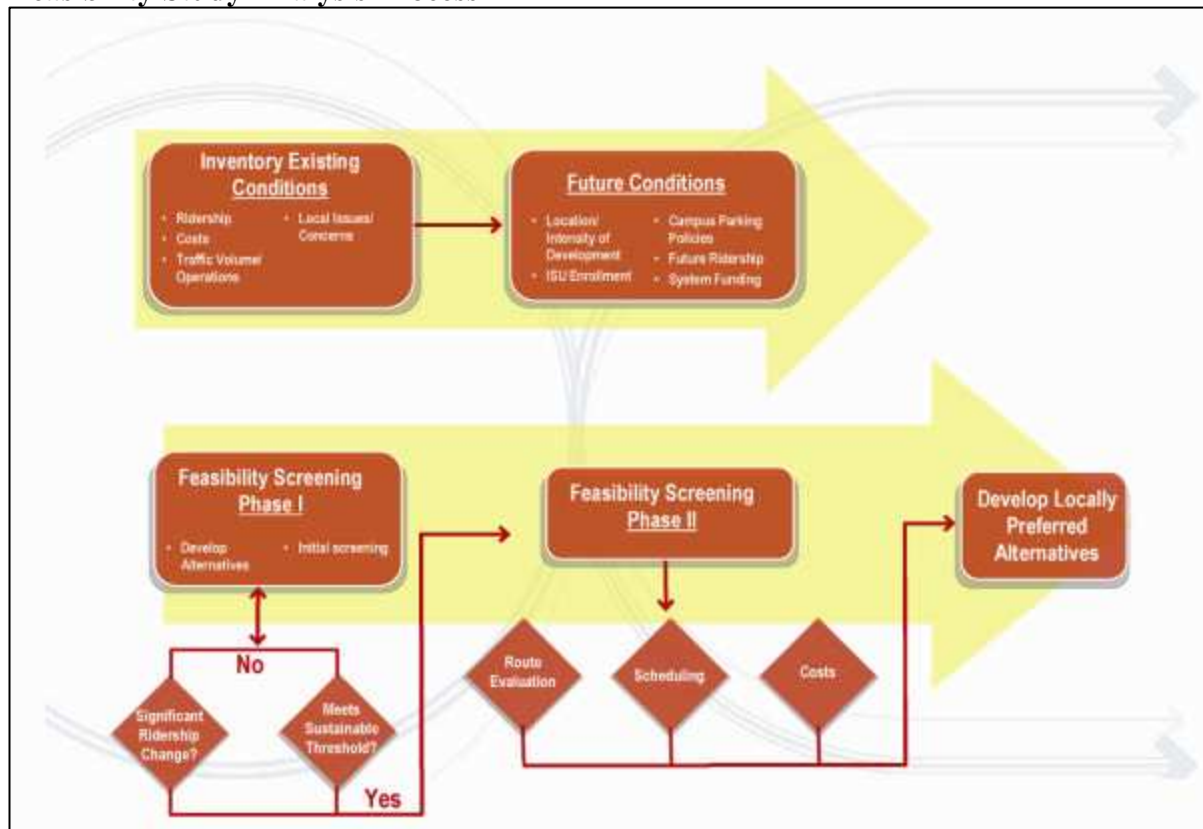 Inventory Existing
Conditions
• Ridership
• Costs
• Traffic Volume/
Operations
• Local Issues/
Concerns
Future Conditions
• Location/
Intensity of
Development
• ISU Enrollment
• Campus Parking
Policies
• Future Ridership
• System Funding
Feasibility Screening
Phase I
• Develop
Alternatives
• Initial screening
Feasibility Screening
Phase II
Develop Locally
Preferred
Alternatives
No
Significant
Ridership
Change?
Meets
Sustainable
Threshold?
Yes
Route
Evaluation
Scheduling
Costs